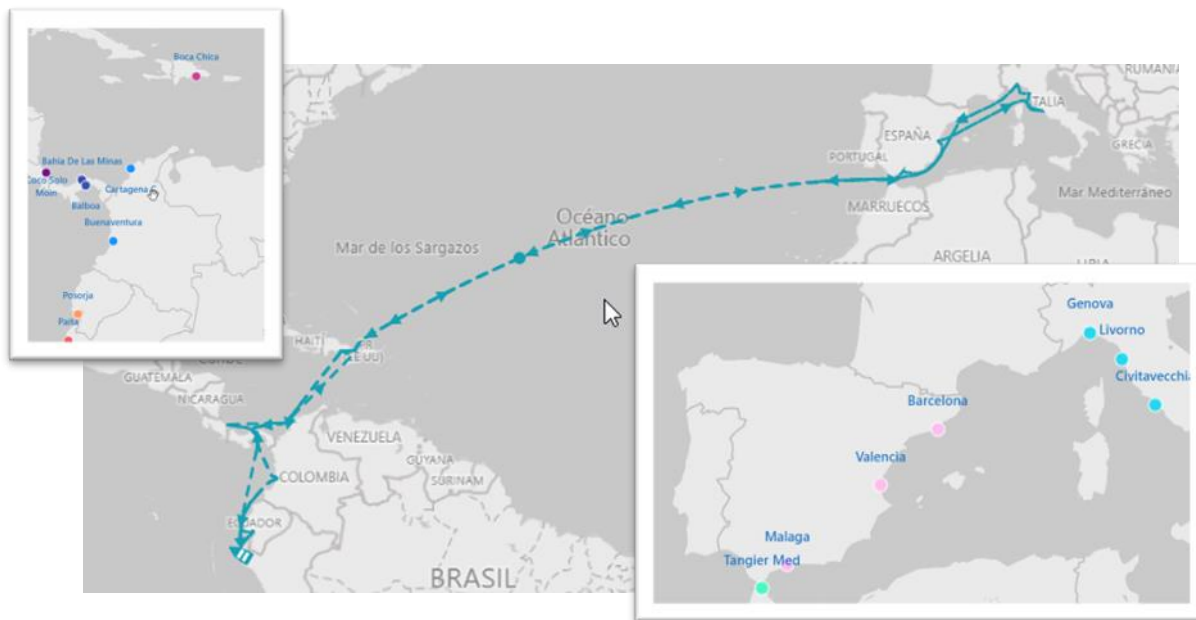 Boca Chica
Bahia De Las Minas
Coco Solo
Moin
Cartagena
Balboa
Buenaventura
Posorja
Paita
RUMANIA
ITALIA
ESPAÑA
PORTUGAL
GRECIA
MARRUECOS
Mar Mediterráneo
Océano
Atlántico
Mar de los Sargazos
ARGELIA
HAITÍ
GUATEMALA
NICARAGUA
VENEZUELA
GUYANA
SURINAM
COLOMBIA
ECUADOR
BRASIL
Genova
Livorno
Civitavecchia
Barcelona
Valencia
Malaga
Tangier Med